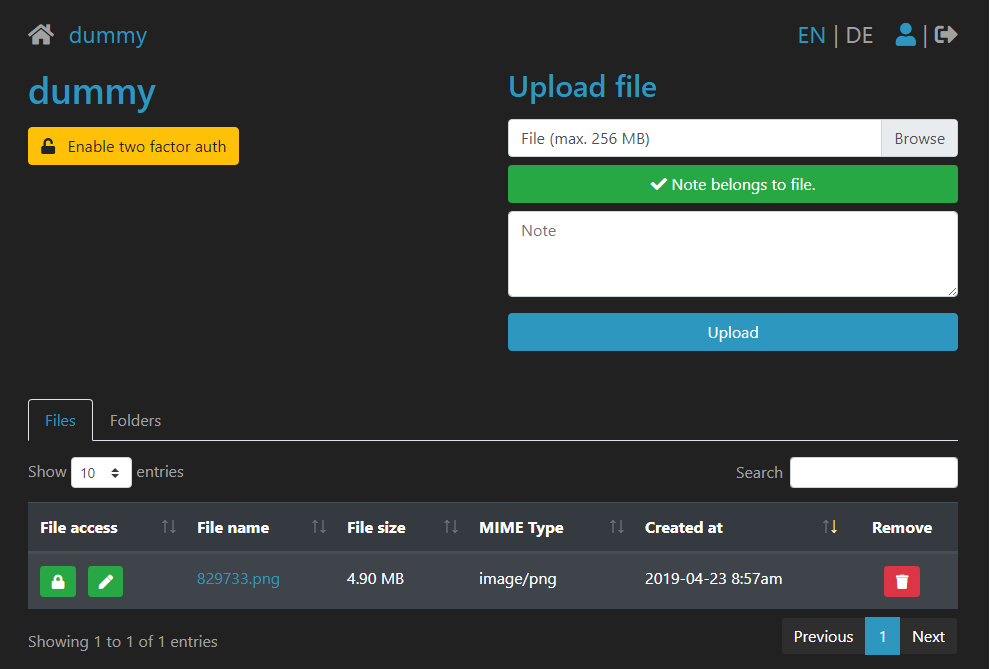 dummy
EN | DE |
dummy
Enable two factor auth
Upload file
File (max. 256 MB) Browse
Note belongs to file.
Note
Upload
Files Folders
Show 10 entries Search
File access File name File size MIME Type Created at Remove
829733.png 4.90 MB image/png 2019-04-23 8:57am
Showing 1 to 1 of 1 entries Previous 1 Next